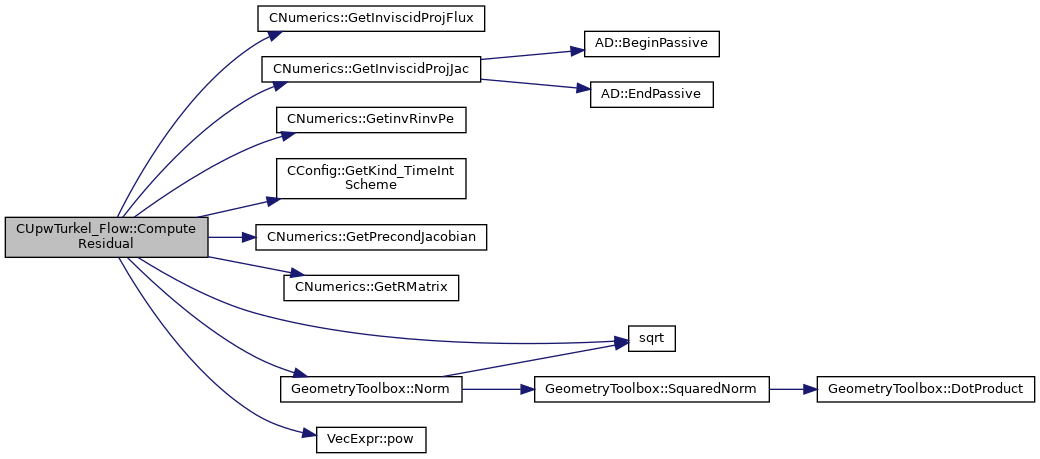 CNumerics::GetInviscidProjFlux
AD::BeginPassive
CNumerics::GetInviscidProjJac
AD::EndPassive
CNumerics::GetinvRinvPe
CConfig::GetKind_TimeInt
Scheme
CUpwTurkel_Flow::Compute
Residual
CNumerics::GetPrecondJacobian
CNumerics::GetRMatrix
sqrt
GeometryToolbox::Norm
GeometryToolbox::SquaredNorm
GeometryToolbox::DotProduct
VecExpr::pow